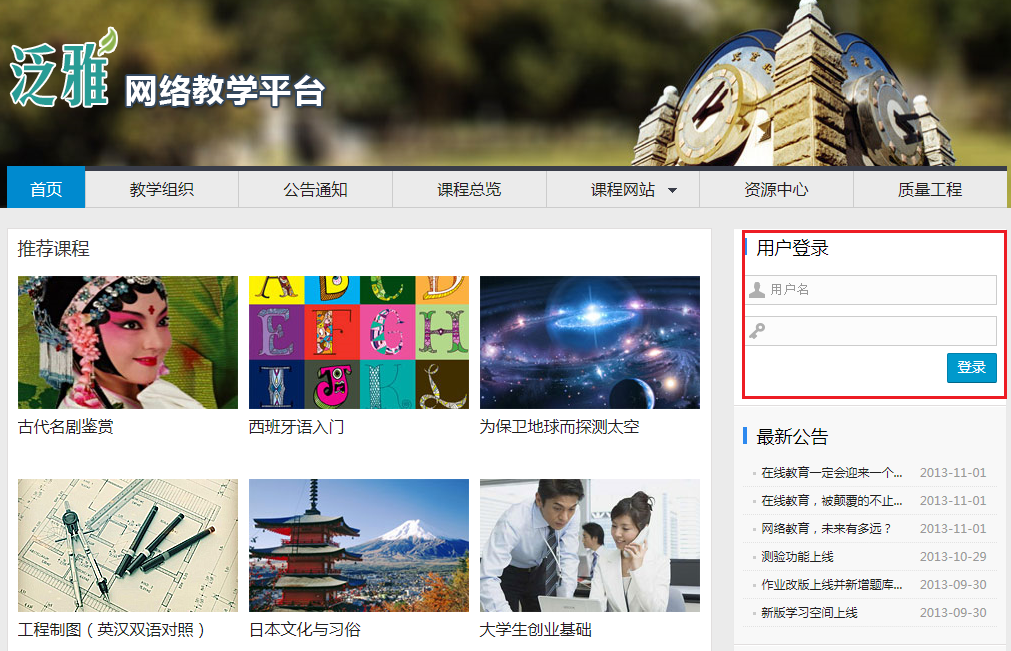 泛雅 网络教学平台
首页 教学组织 公告通知 课程总览 课程网站 资源中心 质量工程
推荐课程
古代名剧鉴赏 西班牙语入门 为保卫地球而探测太空
工程制图（英汉双语对照） 日本文化与习俗 大学生创业基础
用户登录
用户名
登录
最新公告
在线教育一定会迎来一个... 2013-11-01
在线教育，被颠覆的不止... 2013-11-01
网络教育，未来有多远？ 2013-11-01
测验功能上线 2013-10-29
作业改版上线并新增题库... 2013-09-30
新版学习空间上线 2013-09-30